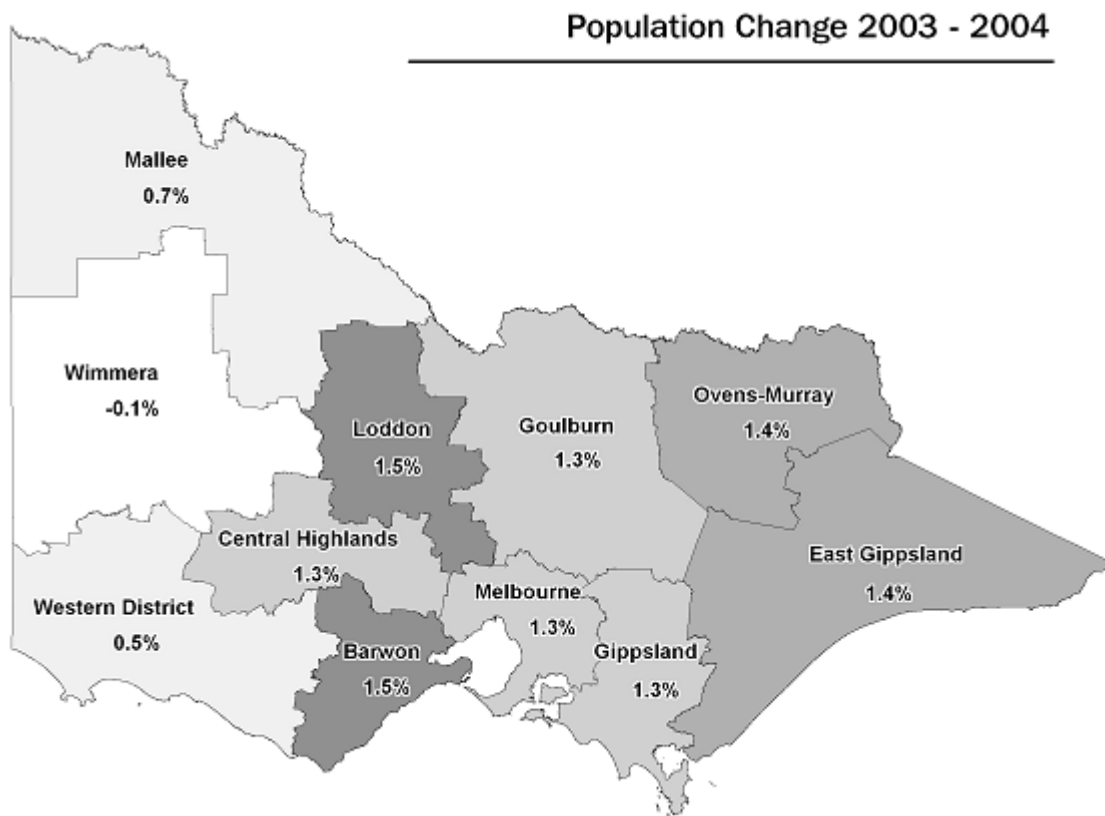 Population Change 2003 - 2004
Mallee
0.7%
Wimmera
-0.1%
Loddon
1.5%
Goulburn
1.3%
Ovens-Murray
1.4%
Central Highlands
1.3%
East Gippsland
1.4%
Western District
0.5%
Melbourne
1.3%
Barwon
1.5%
Gippsland
1.3%